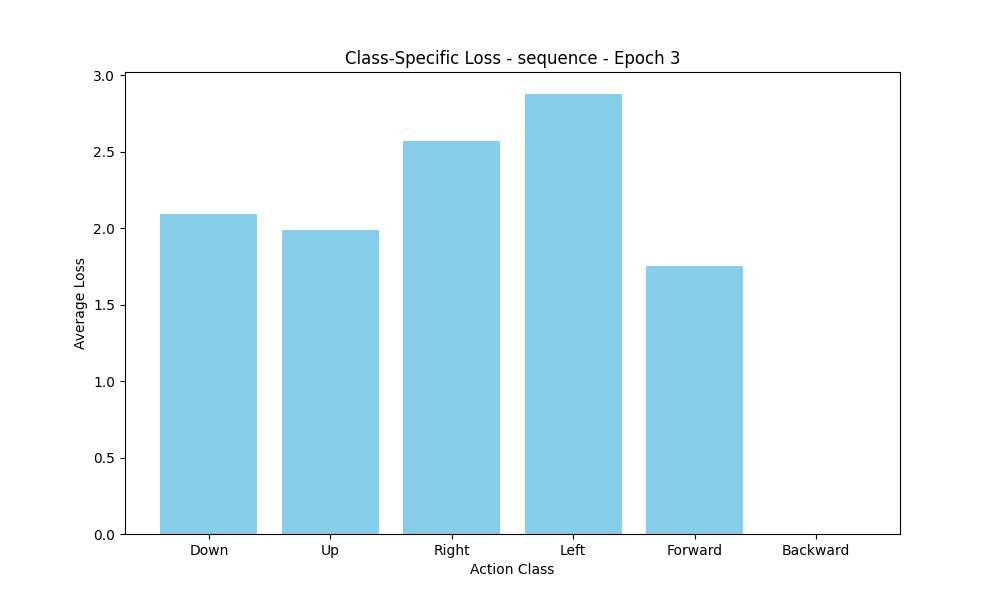 Class-Specific Loss - sequence - Epoch 3
3.0
2.5
2.0
1.5
1.0
0.5
0.0
Average Loss
Down Up Right Left Forward Backward
Action Class